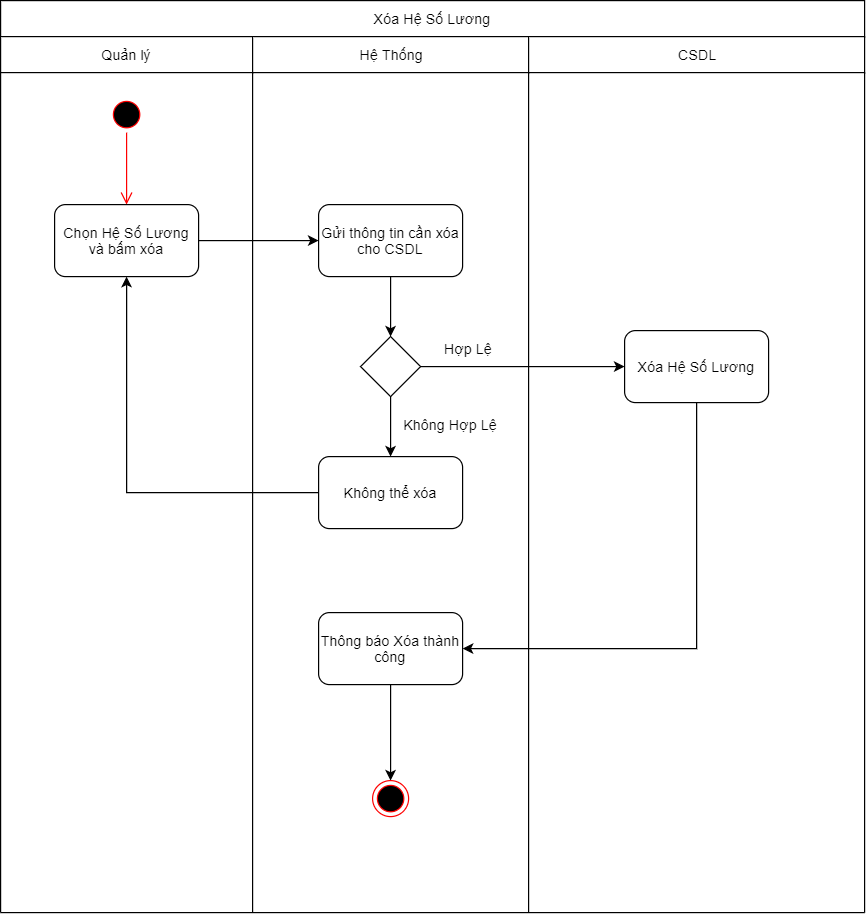 Xóa Hệ Số Lương
Quản lý
Hệ Thống
CSDL
Chọn Hệ Số Lương
và bấm xóa
Gửi thông tin cần xóa
cho CSDL
Hợp Lệ
Xóa Hệ Số Lương
Không Hợp Lệ
Không thể xóa
Thông báo Xóa thành
công